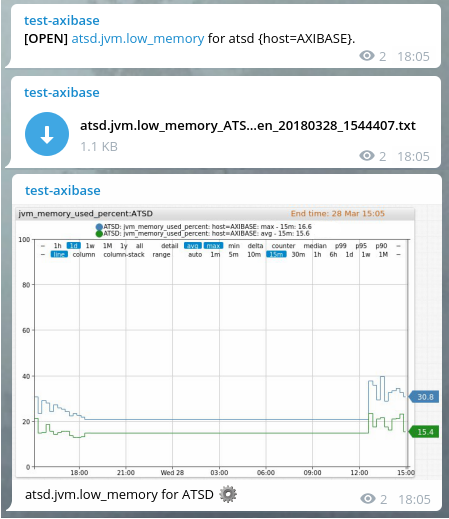 test-axibase
[OPEN] atsd.jvm.low_memory for atsd {host=AXIBASE}.
2 18:05
test-axibase
atsd.jvm.low_memory_ATS...en_20180328_1544407.txt
1.1 KB
2 18:05
test-axibase
jvm_memory_used_percent:ATSD End time: 28 Mar 15:05
ATSD: jvm_memory_used_percent: host=AXIBASE: max - 15m: 16.6
ATSD: jvm_memory_used_percent: host=AXIBASE: avg - 15m: 15.6
– 1h 1d 1w 1M 1y all detail avg max min delta counter median p99 p95 p90 –
– line column column-stack range auto 1m 5m 10m 15m 30m 1h 6h 1d 1w 1M –
100
80
60
40
30.8
20
15.4
0
18:00 21:00 Wed 28 03:00 06:00 09:00 12:00 15:00
atsd.jvm.low_memory for ATSD
2 18:05